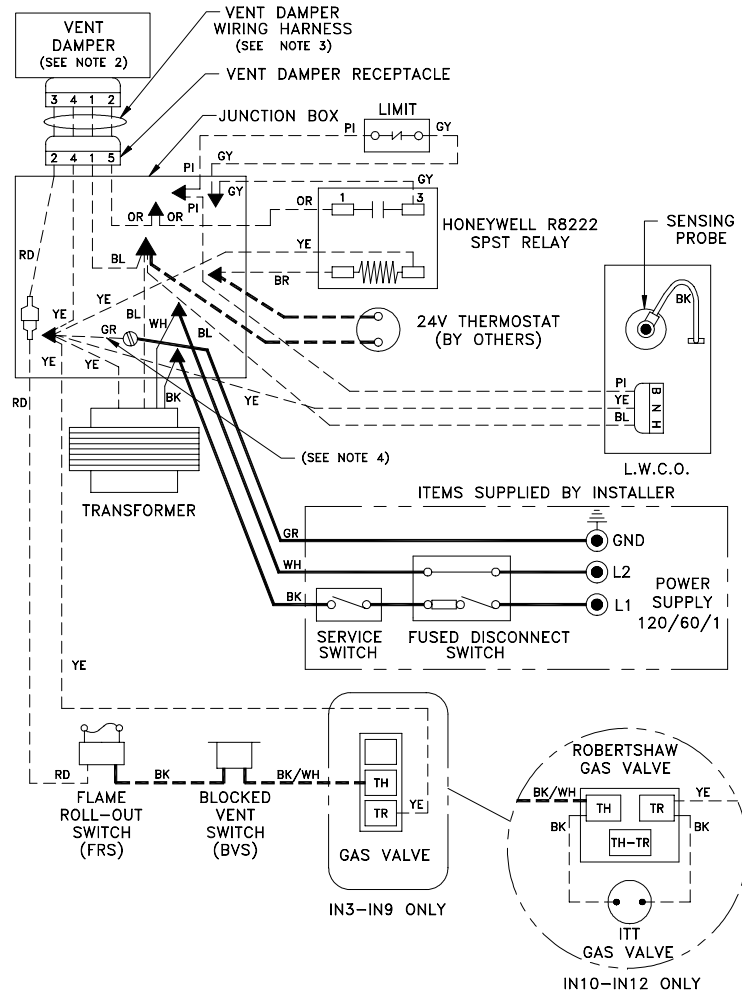 VENT
DAMPER
(SEE NOTE 2)
VENT DAMPER
WIRING HARNESS
(SEE NOTE 3)
3 4 1 2
VENT DAMPER RECEPTACLE
2 4 1 5
JUNCTION BOX
LIMIT
PI
GY
PI
GY
GY
GY
PI
OR
OR
OR
1
3
HONEYWELL R8222
SPST RELAY
SENSING
PROBE
RD
BL
YE
BR
BK
YE
YE
BL
WH
BL
GR
24V THERMOSTAT
(BY OTHERS)
YE
YE
YE
RD
BK
PI
YE
BL
B N H
L.W.C.O.
(SEE NOTE 4)
TRANSFORMER
ITEMS SUPPLIED BY INSTALLER
GR
GND
WH
L2
BK
L1
POWER
SUPPLY
120/60/1
SERVICE
SWITCH
FUSED DISCONNECT
SWITCH
YE
RD
BK
BK/WH
TH
TR
YE
FLAME
ROLL-OUT
SWITCH
(FRS)
BLOCKED
VENT
SWITCH
(BVS)
GAS VALVE
IN3-IN9 ONLY
ROBERTSHAW
GAS VALVE
BK/WH
YE
TH
TR
BK
BK
TH-TR
ITT
GAS VALVE
IN10-IN12 ONLY